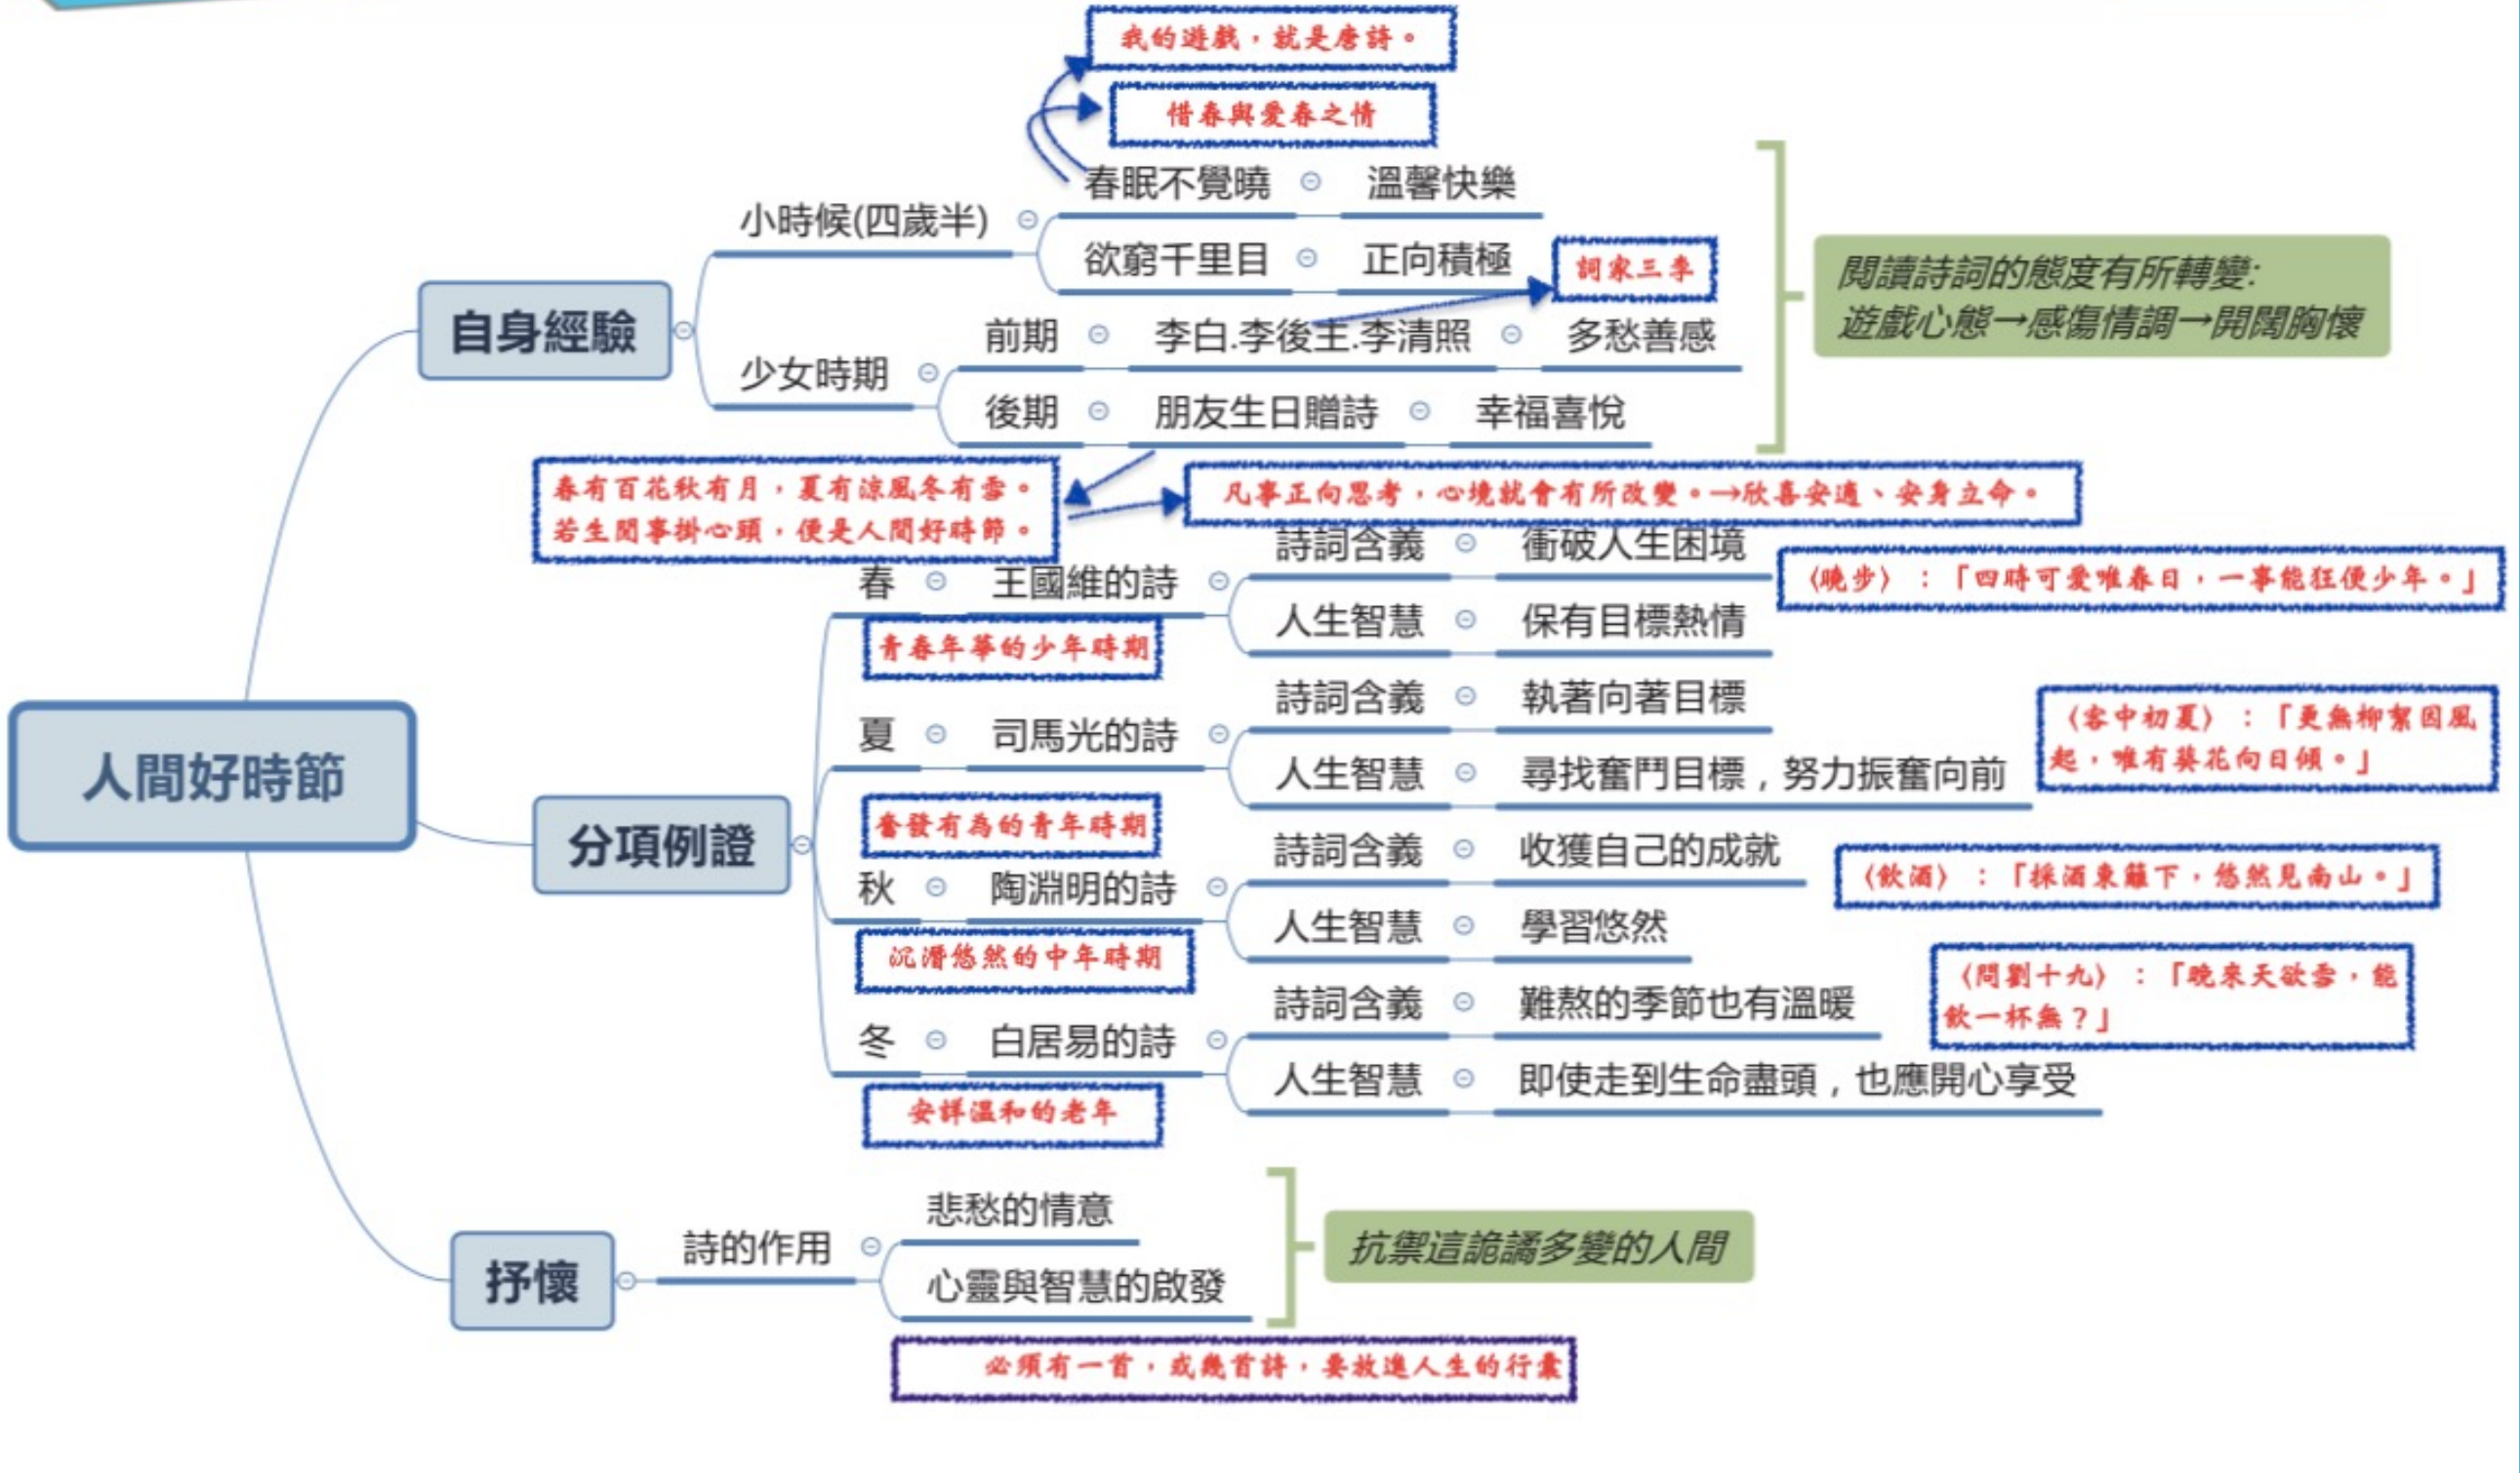 我的遊戲，就是唐詩。
惜春與愛春之情
春眠不覺曉
溫馨快樂
小時候(四歲半)
欲窮千里目
正向積極
詞家三李
自身經驗
閱讀詩詞的態度有所轉變:
遊戲心態→感傷情調→開闊胸懷
前期
李白.李後主.李清照
多愁善感
少女時期
後期
朋友生日贈詩
幸福喜悅
春有百花秋有月，夏有涼風冬有雪。
若生閒事掛心頭，便是人間好時節。
凡事正向思考，心境就會有所改變。→欣喜安適、安身立命。
詩詞含義
衝破人生困境
春
王國維的詩
〈曉步〉：「四時可愛唯春日，一事能狂便少年。」
人生智慧
保有目標熱情
青春年華的少年時期
詩詞含義
執著向著目標
夏
司馬光的詩
〈客中初夏〉：「更無柳絮因風
起，唯有葵花向日傾。」
人生智慧
尋找奮鬥目標，努力振奮向前
人間好時節
分項例證
奮發有為的青年時期
詩詞含義
收獲自己的成就
秋
陶淵明的詩
〈飲酒〉：「採酒東籬下，悠然見南山。」
人生智慧
學習悠然
沉潛悠然的中年時期
詩詞含義
難熬的季節也有溫暖
冬
白居易的詩
〈問劉十九〉：「晚來天欲雪，能
飲一杯無？」
人生智慧
即使走到生命盡頭，也應開心享受
安詳溫和的老年
悲愁的情意
抒懷
詩的作用
抗禦這詭譎多變的人間
心靈與智慧的啟發
必須有一首，或幾首詩，要放進人生的行囊